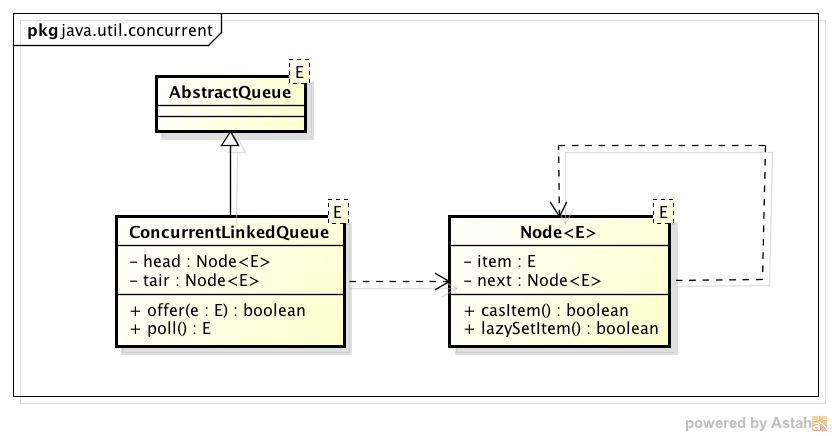 pkg java.util.concurrent
E
AbstractQueue
E
ConcurrentLinkedQueue
- head : Node<E>
- tair : Node<E>
+ offer(e : E) : boolean
+ poll() : E
E
Node<E>
- item : E
- next : Node<E>
+ casItem() : boolean
+ lazySetItem() : boolean
powered by Astah